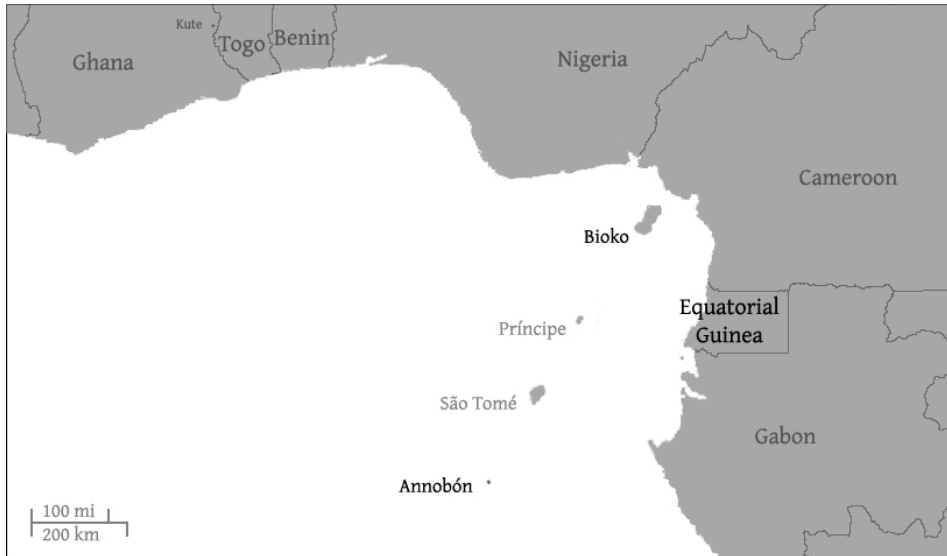 Kute
Togo
Benin
Ghana
Nigeria
Cameroon
Bioko
Equatorial
Guinea
Príncipe
São Tomé
Gabon
Annobón
100 mi
200 km